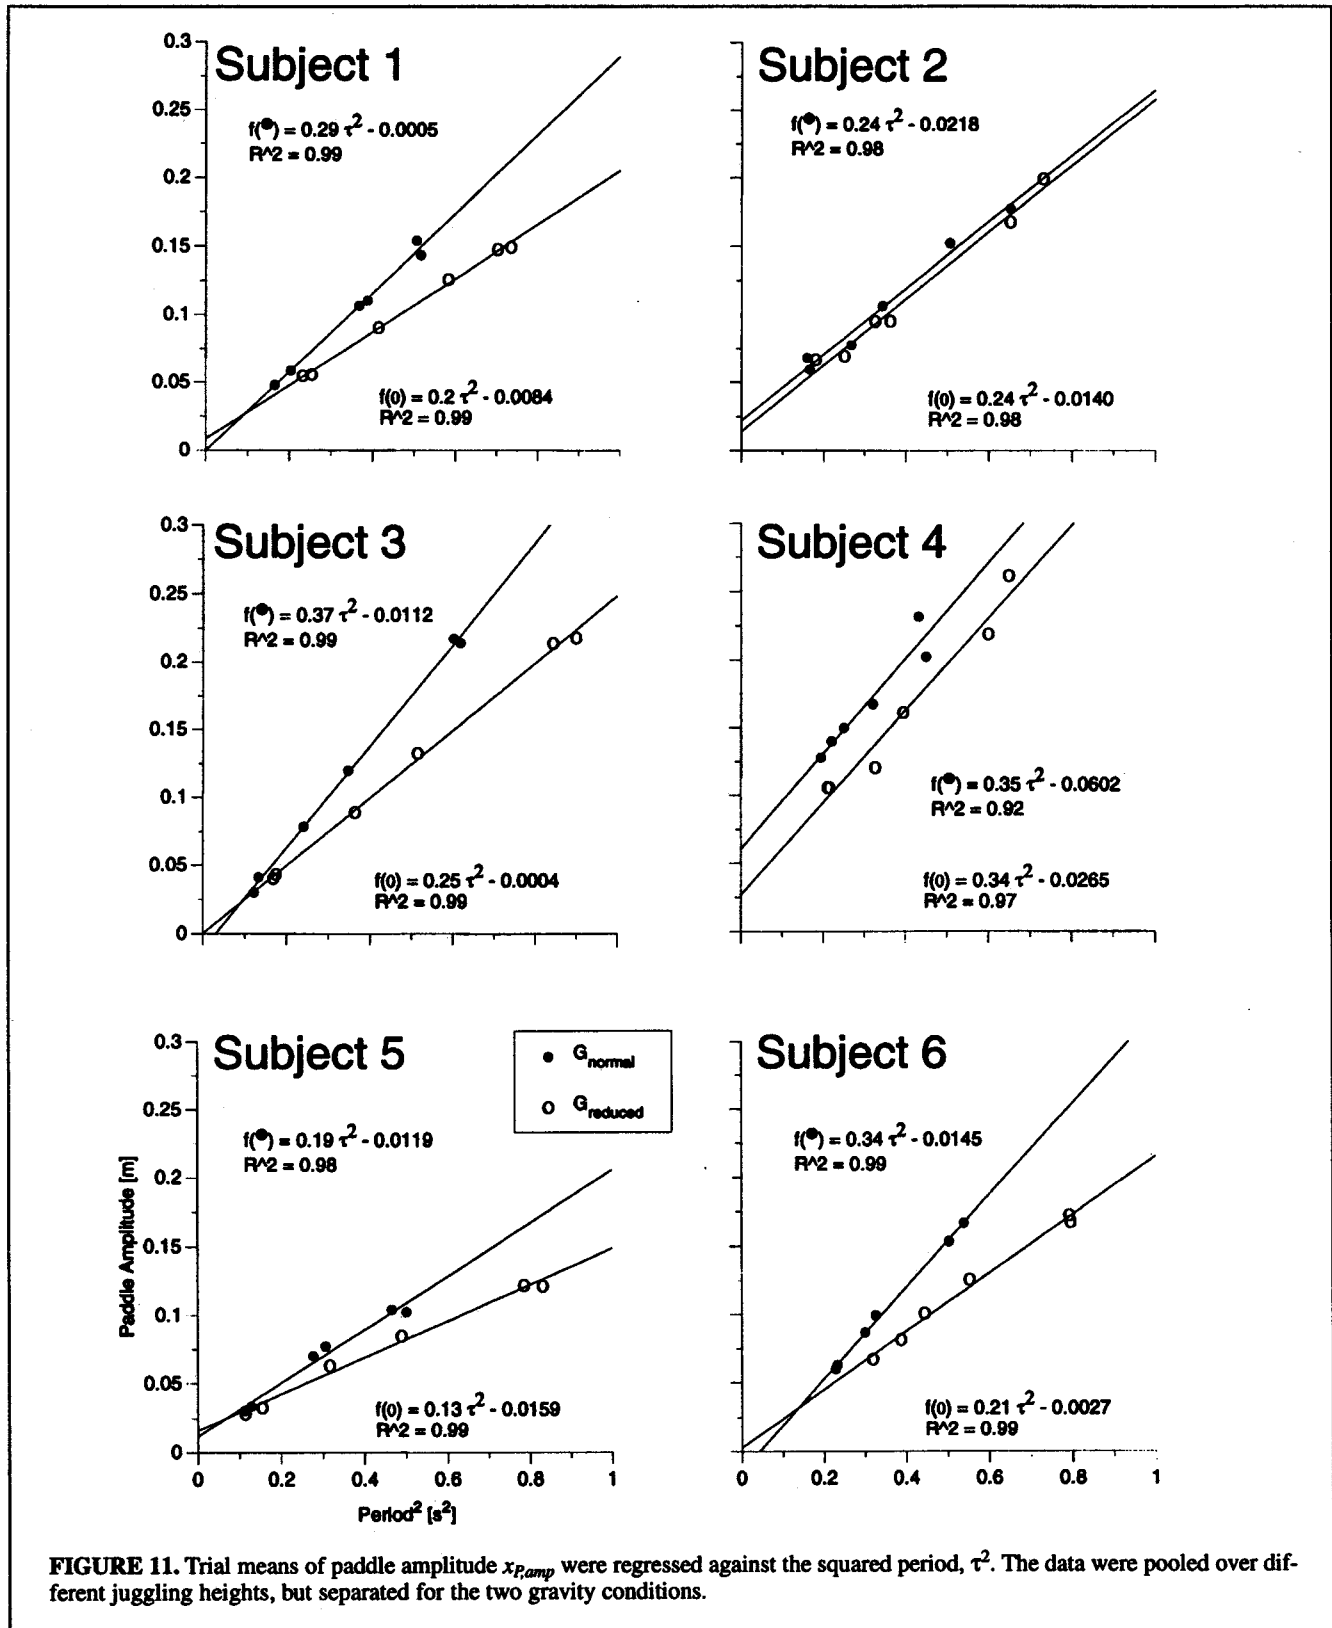 Subject 1
0.3
0.25
0.2
0.15
0.1
0.05
0
f(●) = 0.29 τ² - 0.0005
R^2 = 0.99
f(o) = 0.2 τ² - 0.0084
R^2 = 0.99
Subject 2
f(●) = 0.24 τ² - 0.0218
R^2 = 0.98
f(o) = 0.24 τ² - 0.0140
R^2 = 0.98
Subject 3
0.3
0.25
0.2
0.15
0.1
0.05
0
f(●) = 0.37 τ² - 0.0112
R^2 = 0.99
f(o) = 0.25 τ² - 0.0004
R^2 = 0.99
Subject 4
f(●) = 0.35 τ² - 0.0602
R^2 = 0.92
f(o) = 0.34 τ² - 0.0265
R^2 = 0.97
Subject 5
0.3
0.25
0.2
0.15
0.1
0.05
0
Paddle Amplitude [m]
f(●) = 0.19 τ² - 0.0119
R^2 = 0.98
● Gnormal
o Greduced
f(o) = 0.13 τ² - 0.0159
R^2 = 0.99
0 0.2 0.4 0.6 0.8 1
Period² [s²]
Subject 6
f(●) = 0.34 τ² - 0.0145
R^2 = 0.99
f(o) = 0.21 τ² - 0.0027
R^2 = 0.99
0 0.2 0.4 0.6 0.8 1
FIGURE 11. Trial means of paddle amplitude xP,amp were regressed against the squared period, τ². The data were pooled over dif-
ferent juggling heights, but separated for the two gravity conditions.